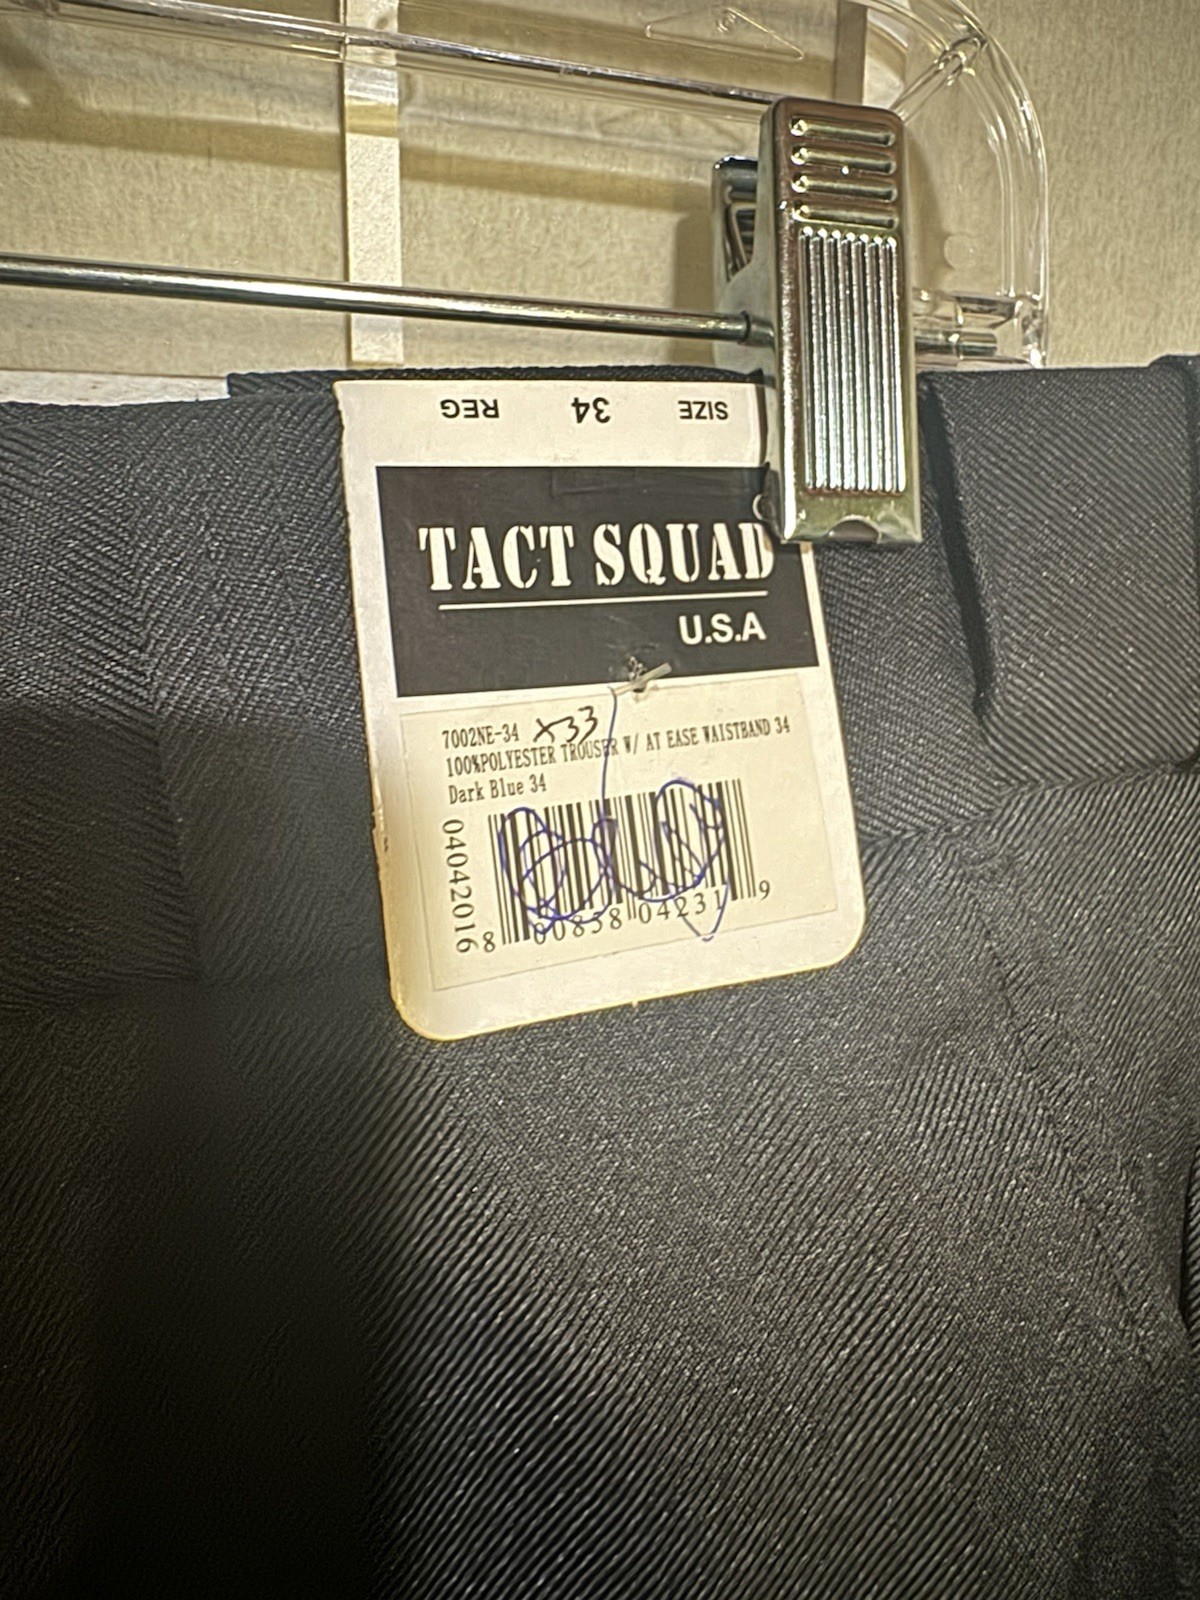 SIZE 34 REG
TACT SQUAD
U.S.A
7002NE-34 X33
100%POLYESTER TROUSER W/ AT EASE WAISTBAND 34
Dark Blue 34
04042016
8 00858 04231 9